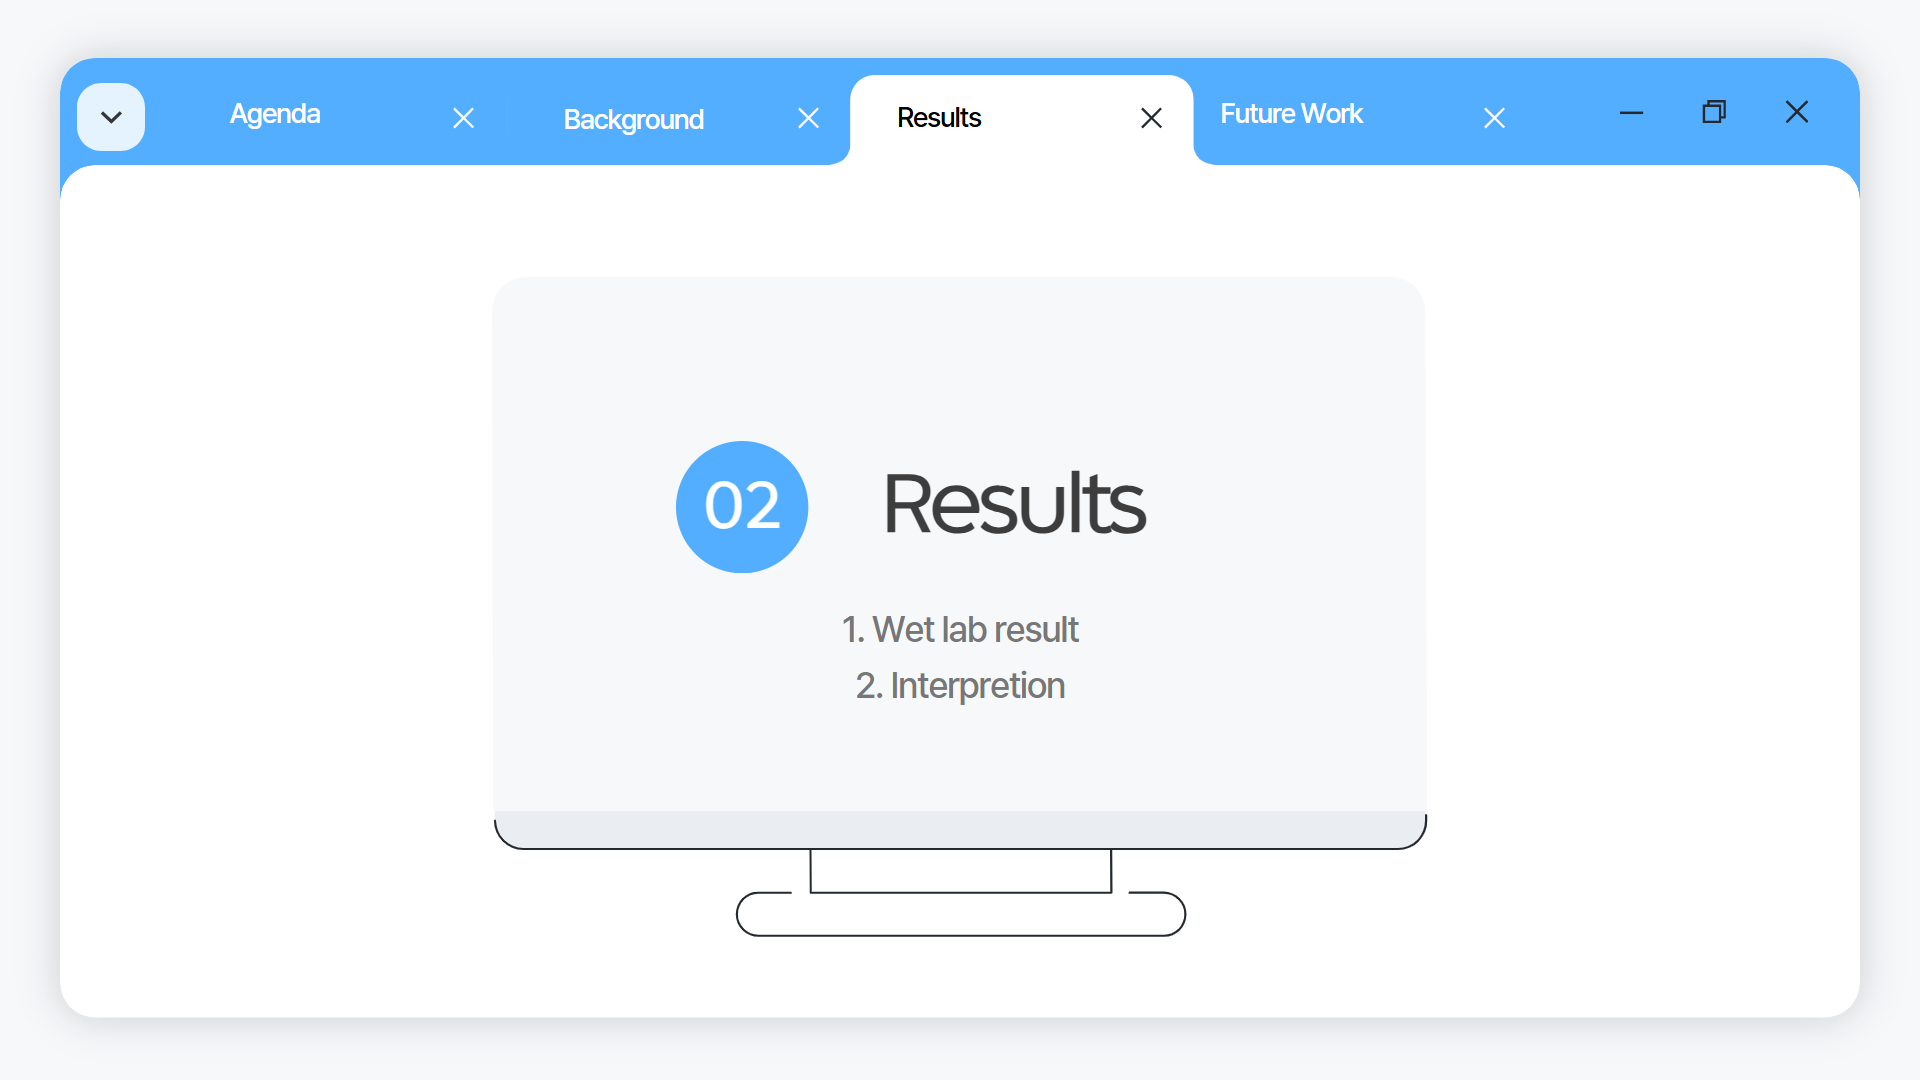 Agenda
Background
Results
Future Work
02
Results
1. Wet lab result
2. Interpretion